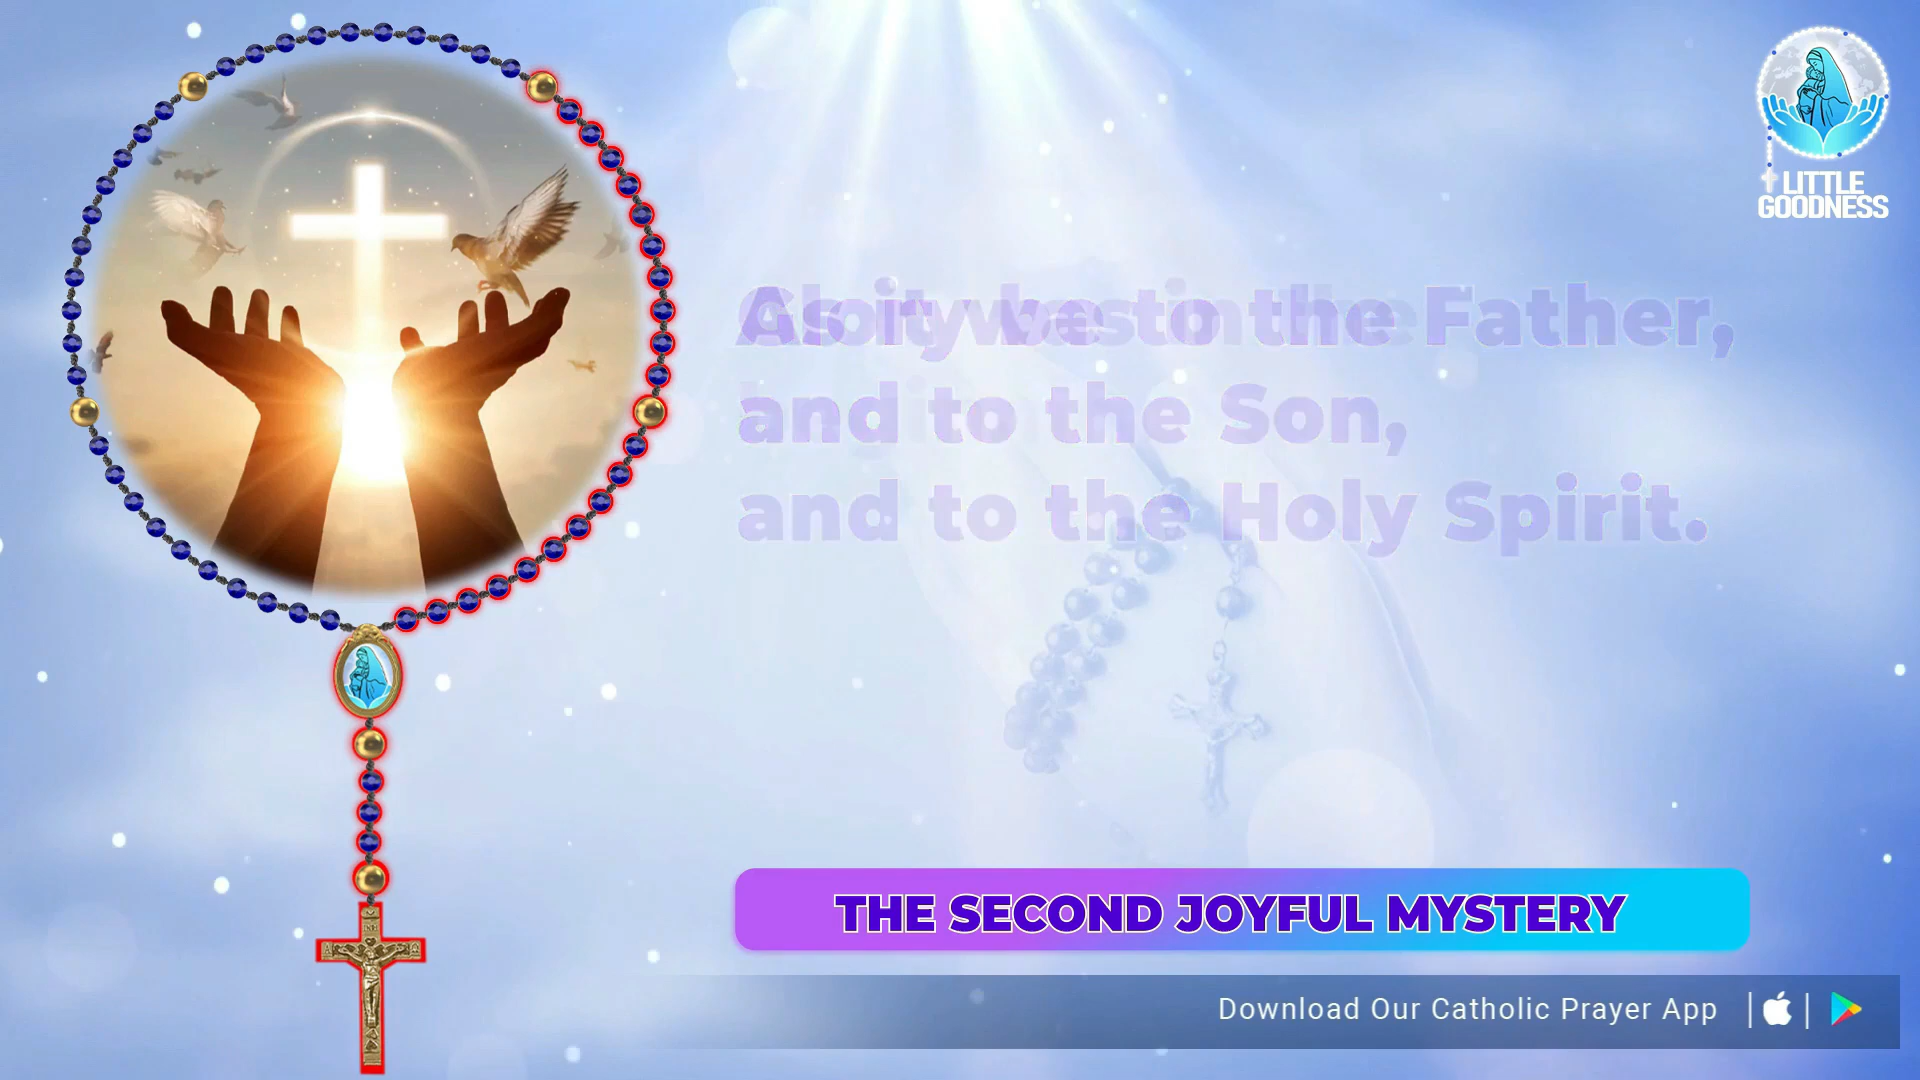 LITTLE
GOODNESS
Glory be to the Father,
and to the Son,
and to the Holy Spirit.
THE SECOND JOYFUL MYSTERY
Download Our Catholic Prayer App